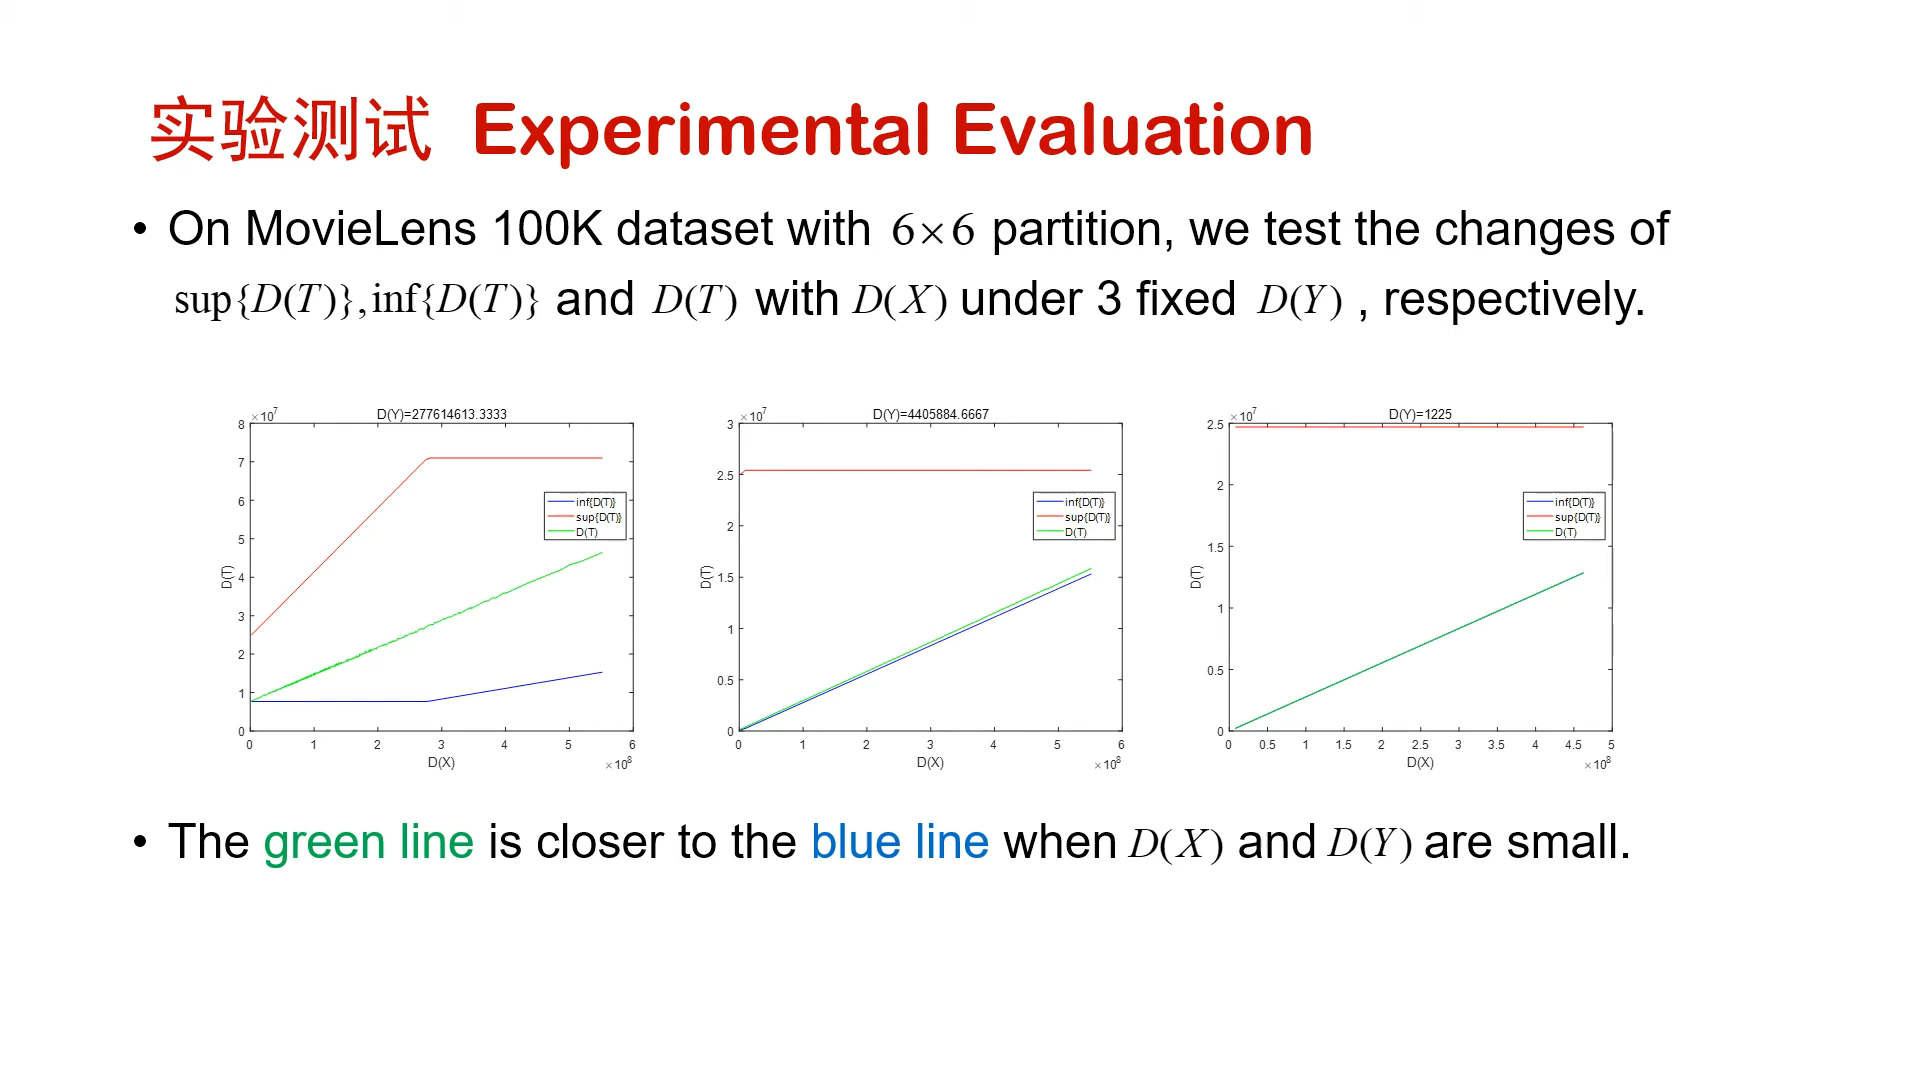 实验测试 Experimental Evaluation
• On MovieLens 100K dataset with 6×6 partition, we test the changes of
sup{D(T)}, inf{D(T)} and D(T) with D(X) under 3 fixed D(Y) , respectively.
×10^7 D(Y)=277614613.3333
8
7
6
5
4
3
2
1
0
D(T)
inf{D(T)}
sup{D(T)}
D(T)
0 1 2 3 4 5 6
D(X) ×10^8
×10^7 D(Y)=4405884.6667
3
2.5
2
1.5
1
0.5
0
D(T)
inf{D(T)}
sup{D(T)}
D(T)
0 1 2 3 4 5 6
D(X) ×10^8
×10^7 D(Y)=1225
2.5
2
1.5
1
0.5
0
D(T)
inf{D(T)}
sup{D(T)}
D(T)
0 0.5 1 1.5 2 2.5 3 3.5 4 4.5 5
D(X) ×10^8
• The green line is closer to the blue line when D(X) and D(Y) are small.